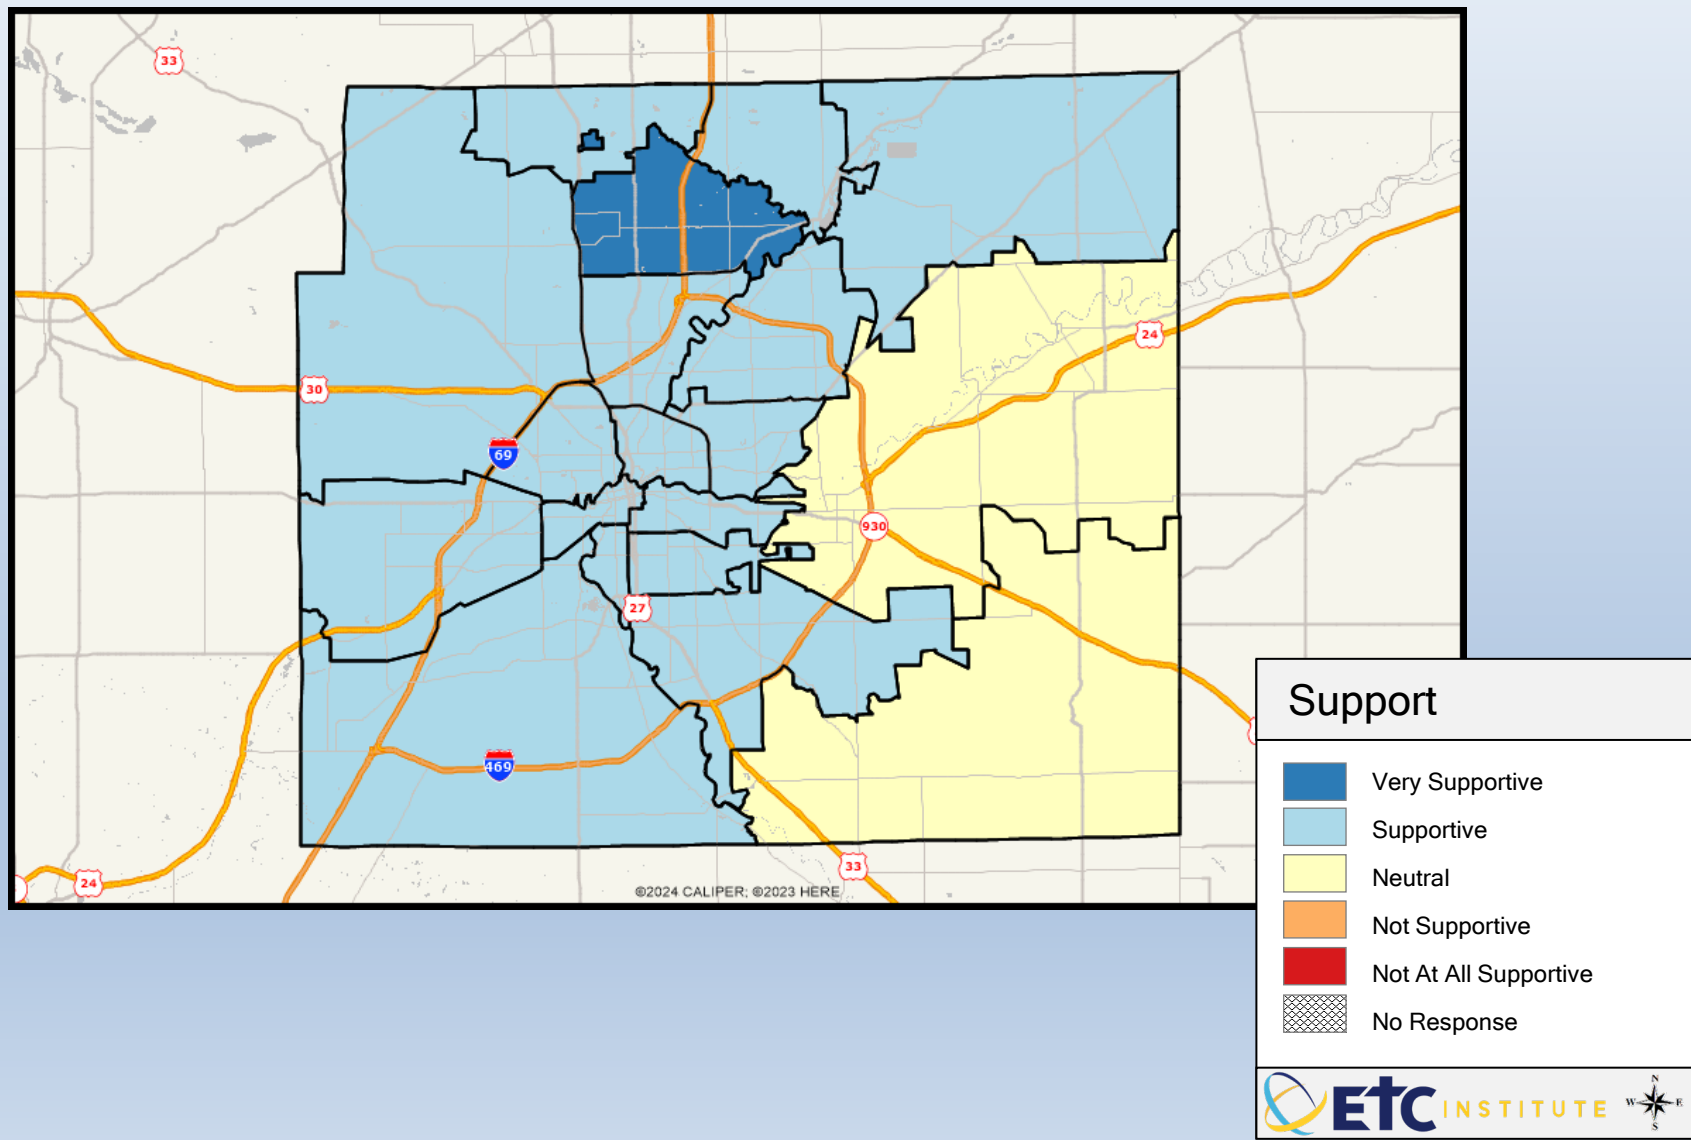 33
24
30
69
930
27
469
33
24
©2024 CALIPER; ©2023 HERE
Support
Very Supportive
Supportive
Neutral
Not Supportive
Not At All Supportive
No Response
N
W E
S
ETC INSTITUTE